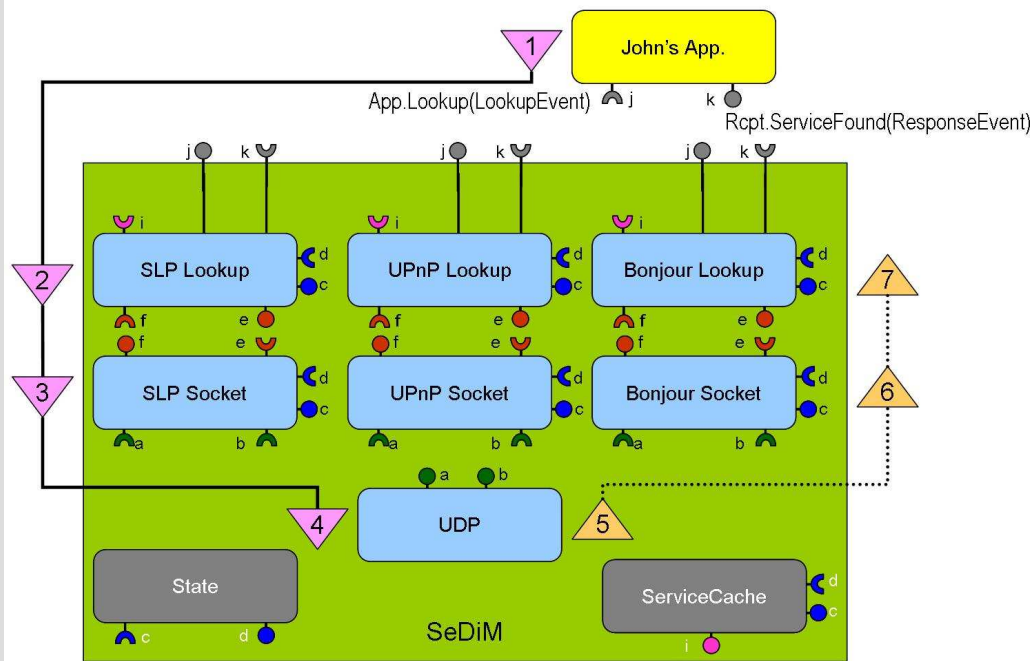 1
John's App.
App.Lookup(LookupEvent)
j
k
Rcpt.ServiceFound(ResponseEvent)
j k j k j k
i i i
SLP Lookup
d
c
UPnP Lookup
d
c
Bonjour Lookup
d
c
2
7
f e f e f e
f e f e f e
SLP Socket
d
c
UPnP Socket
d
c
Bonjour Socket
d
c
3
6
a b a b a b
a b
4
UDP
5
State
c d
SeDiM
ServiceCache
d
c
i